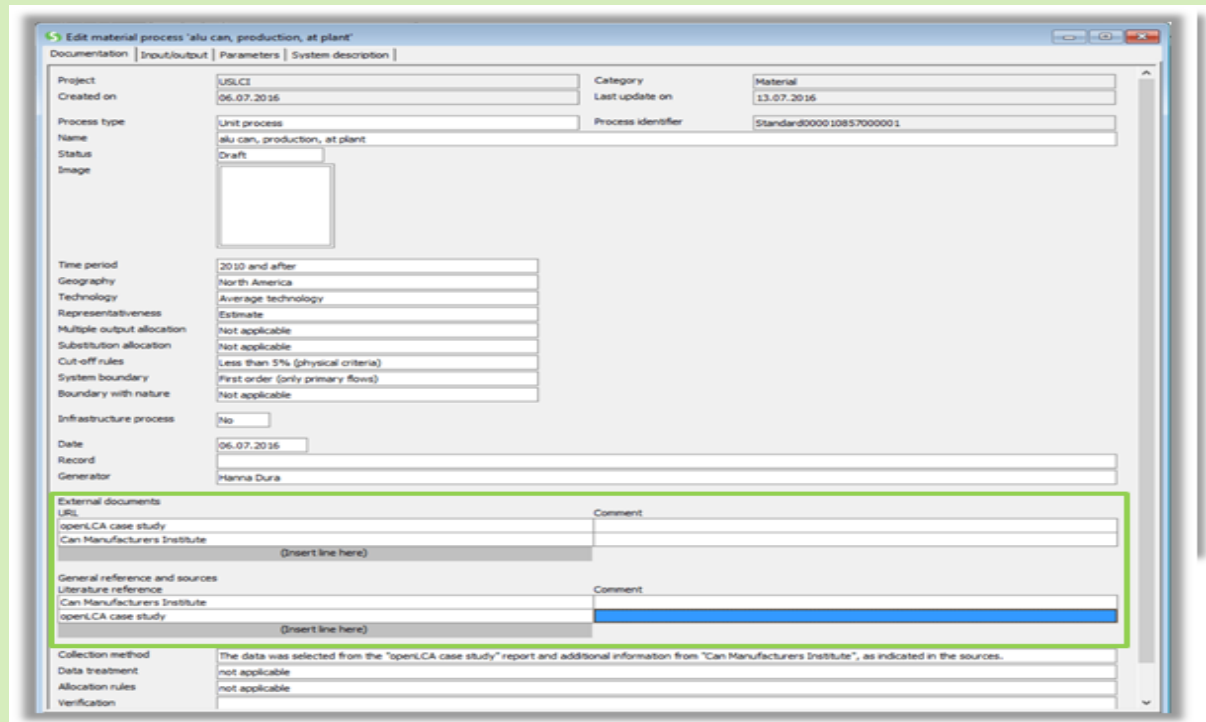 Edit material process 'alu can, production, at plant'
Documentation Input/output Parameters System description
Project USLCI Category Material
Created on 06.07.2016 Last update on 13.07.2016
Process type Unit process Process identifier Standard000010857000001
Name alu can, production, at plant
Status Draft
Image
Time period 2010 and after
Geography North America
Technology Average technology
Representativeness Estimate
Multiple output allocation Not applicable
Substitution allocation Not applicable
Cut-off rules Less than 5% (physical criteria)
System boundary First order (only primary flows)
Boundary with nature Not applicable
Infrastructure process No
Date 06.07.2016
Record
Generator Hanna Dura
External documents
URL Comment
openLCA case study
Can Manufacturers Institute
(Insert line here)
General reference and sources
Literature reference Comment
Can Manufacturers Institute
openLCA case study
(Insert line here)
Collection method The data was selected from the "openLCA case study" report and additional information from "Can Manufacturers Institute", as indicated in the sources.
Data treatment not applicable
Allocation rules not applicable
Verification